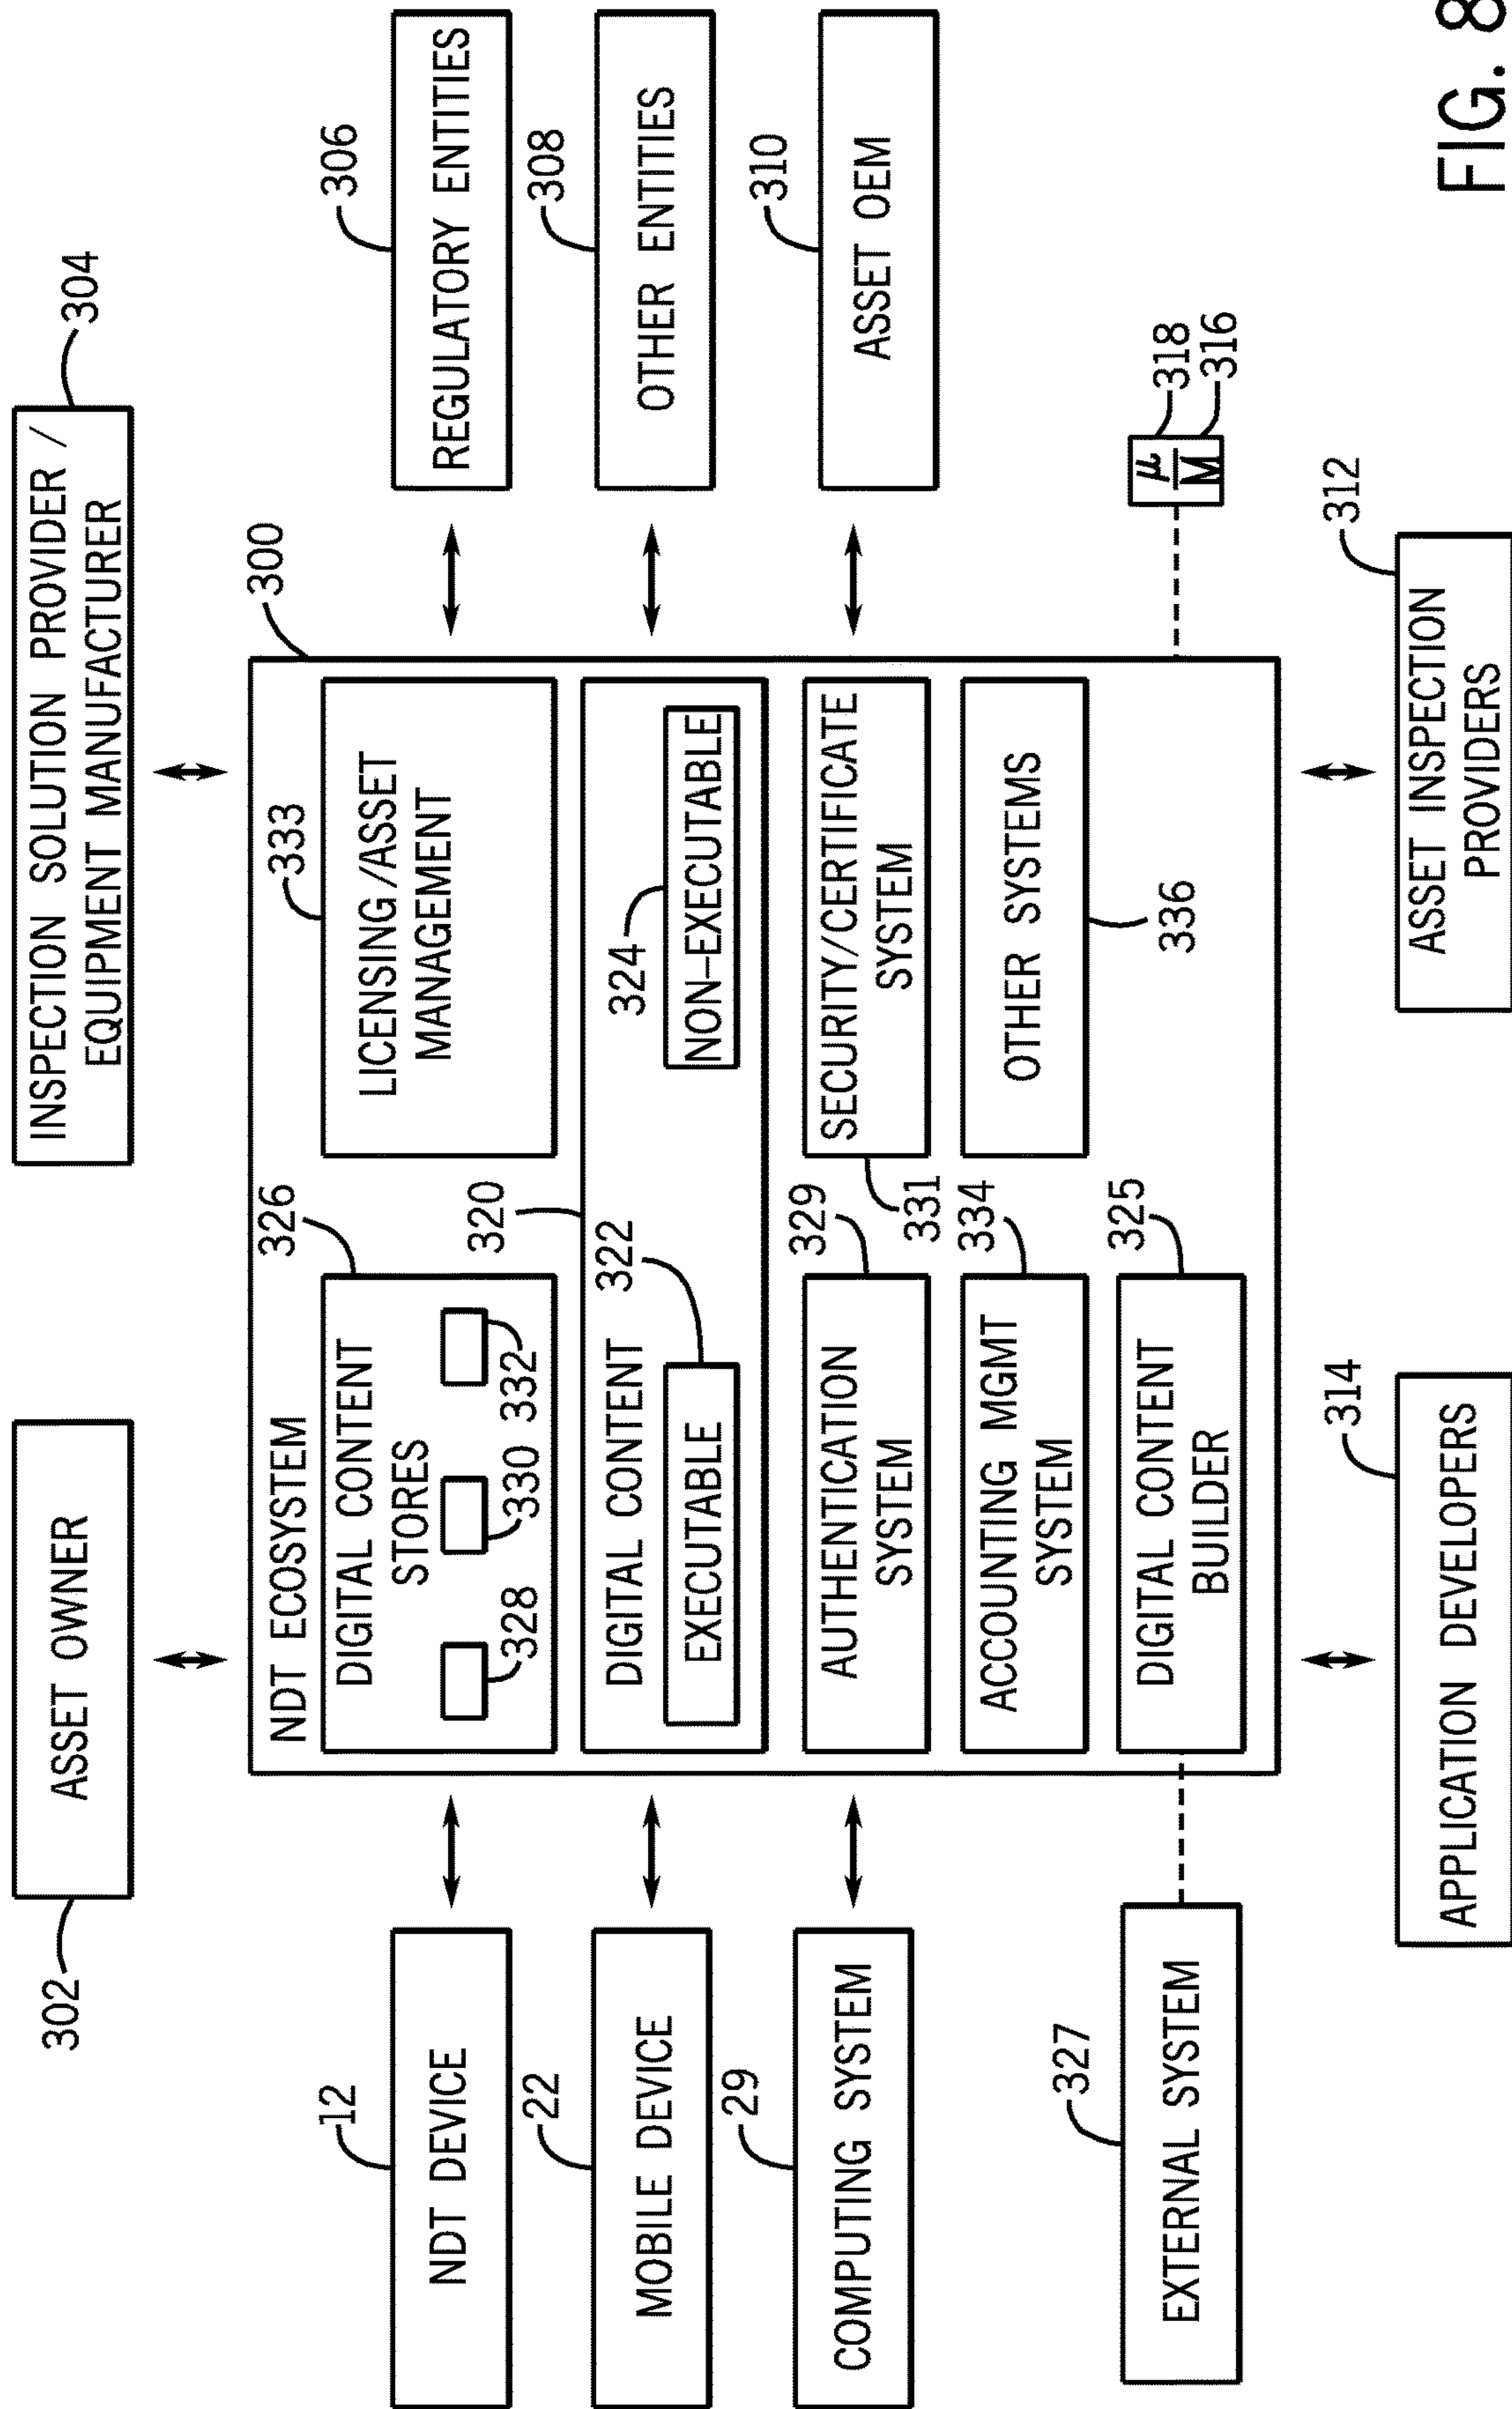 302
ASSET OWNER
INSPECTION SOLUTION PROVIDER /
EQUIPMENT MANUFACTURER
304
12
NDT DEVICE
22
MOBILE DEVICE
29
COMPUTING SYSTEM
327
EXTERNAL SYSTEM
300
NDT ECOSYSTEM
326
DIGITAL CONTENT
STORES
328
330
332
333
LICENSING/ASSET
MANAGEMENT
320
DIGITAL CONTENT
322
EXECUTABLE
324
NON-EXECUTABLE
329
AUTHENTICATION
SYSTEM
SECURITY/CERTIFICATE
SYSTEM
331
334
ACCOUNTING MGMT
SYSTEM
OTHER SYSTEMS
336
325
DIGITAL CONTENT
BUILDER
306
REGULATORY ENTITIES
308
OTHER ENTITIES
310
ASSET OEM
μ
318
M
316
314
APPLICATION DEVELOPERS
312
ASSET INSPECTION
PROVIDERS
FIG. 8